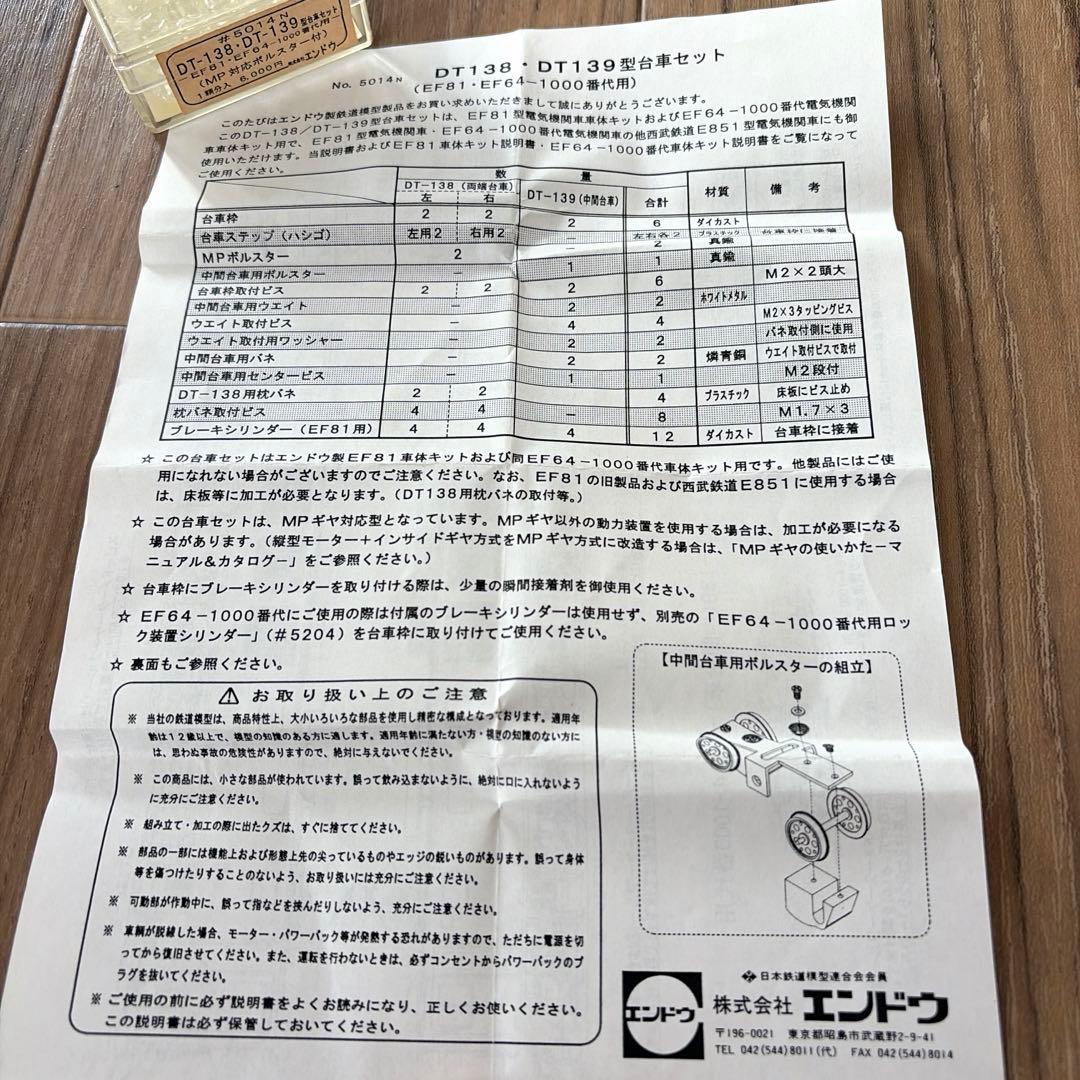 #5014N
DT-138・DT-139型台車セット
EF81・EF64-1000番代用
(MP対応ボルスター付)
1輌分入 6,000円 株式会社エンドウ
No. 5014N DT138・DT139型台車セット
(EF81・EF64-1000番代用)
このたびはエンドウ製鉄道模型製品をお買い求めいただきまして誠にありがとうございます。
このDT-138/DT-139型台車セットは、EF81型電気機関車車体キットおよびEF64-1000番代電気機関
車車体キット用で、EF81型電気機関車・EF64-1000番代電気機関車の他西武鉄道E851型電気機関車にも御
使用いただけます。当説明書およびEF81車体キット説明書・EF64-1000番代車体キット説明書をご覧になって
ご使用ください。
数 量 材質 備考
DT-138(両端台車) DT-139(中間台車) 合計
左 右
台車枠 2 2 2 6 ダイカスト
台車ステップ(ハシゴ) 左用2 右用2 － 左右各2 プラスチック 台車枠に接着
MPボルスター 2 － 2 真鍮
中間台車用ボルスター － 1 1 真鍮
台車枠取付ビス 2 2 2 6 M2×2頭大
中間台車用ウエイト － 2 2 ホワイトメタル
ウエイト取付ビス － 4 4 M2×3タッピングビス
ウエイト取付用ワッシャー － 2 2 バネ取付側に使用
中間台車用バネ － 2 2 燐青銅 ウエイト取付ビスで取付
中間台車用センタービス － 1 1 M2段付
DT-138用枕バネ 2 2 4 プラスチック 床板にビス止め
枕バネ取付ビス 4 4 － 8 M1.7×3
ブレーキシリンダー(EF81用) 4 4 4 12 ダイカスト 台車枠に接着
☆ この台車セットはエンドウ製EF81車体キットおよび同EF64-1000番代車体キット用です。他製品にはご使
用になれない場合がございますのでご注意ください。なお、EF81の旧製品および西武鉄道E851に使用する場合
は、床板等に加工が必要となります。(DT138用枕バネの取付等。)
☆ この台車セットは、MPギヤ対応型となっています。MPギヤ以外の動力装置を使用する場合は、加工が必要になる
場合があります。(縦型モーター+インサイドギヤ方式をMPギヤ方式に改造する場合は、「MPギヤの使いかた－マ
ニュアル&カタログ－」をご参照ください。)
☆ 台車枠にブレーキシリンダーを取り付ける際は、少量の瞬間接着剤を御使用ください。
☆ EF64-1000番代にご使用の際は付属のブレーキシリンダーは使用せず、別売の「EF64-1000番代用ロッ
ク装置シリンダー」(#5204)を台車枠に取り付けてご使用ください。
☆ 裏面もご参照ください。
⚠ お取り扱い上のご注意
※ 当社の鉄道模型は、商品特性上、大小いろいろな部品を使用し精密な構成となっております。適用年
齢は12歳以上で、模型の知識のある方に適します。適用年齢に満たない方・模型の知識のない方に
は、思わぬ事故の危険性がありますので、絶対に与えないでください。
※ この商品には、小さな部品が使われています。誤って飲み込まないように、絶対に口に入れないよう
に充分にご注意ください。
※ 組み立て・加工の際に出たクズは、すぐに捨ててください。
※ 部品の一部には機能上および形態上先の尖っているものやエッジの鋭いものがあります。誤って身体
等を傷つけたりすることのないよう、お取り扱いには充分にご注意ください。
※ 可動部が作動中に、誤って指などを挟んだりしないよう、充分にご注意ください。
※ 車輌が脱線した場合、モーター・パワーパック等が発熱する恐れがありますので、ただちに電源を切
ってから復旧させてください。また、運転を行わないときは、必ずコンセントからパワーパックのプ
ラグを抜いてください。
※ ご使用の前に必ず説明書をよくお読みになり、正しくお使いください。
この説明書は必ず保管しておいてください。
【中間台車用ボルスターの組立】
エンドウ
日本鉄道模型連合会会員
株式会社 エンドウ
〒196-0021 東京都昭島市武蔵野2-9-41
TEL 042(544)8011(代) FAX 042(544)8014